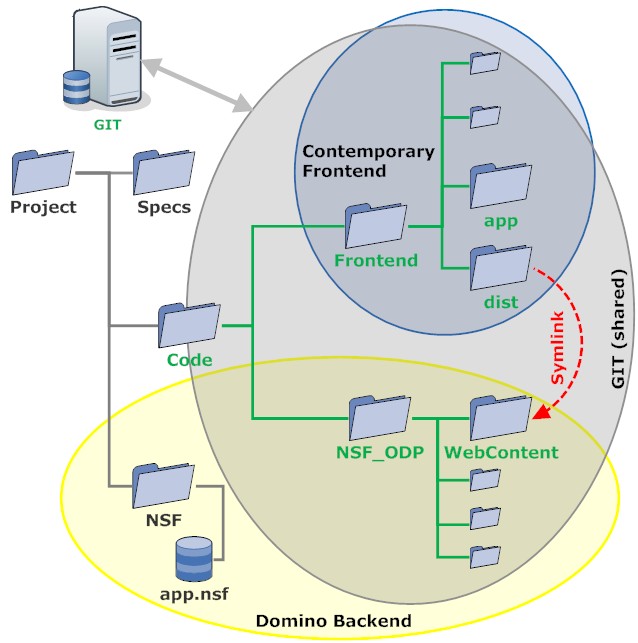 GIT
Contemporary
Frontend
Project
Specs
app
Frontend
dist
Code
Symlink
GIT (shared)
NSF_ODP
WebContent
NSF
app.nsf
Domino Backend